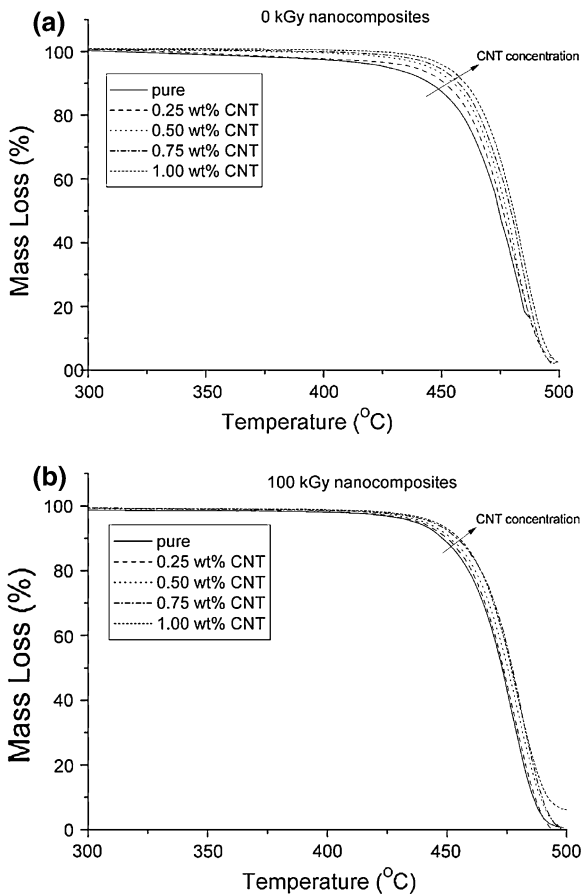 (a)
0 kGy nanocomposites
100
80
60
40
20
00
CNT concentration
pure
0.25 wt% CNT
0.50 wt% CNT
0.75 wt% CNT
1.00 wt% CNT
Mass Loss (%)
300
350
400
450
500
Temperature (°C)
(b)
100 kGy nanocomposites
100
80
60
40
20
0
CNT concentration
pure
0.25 wt% CNT
0.50 wt% CNT
0.75 wt% CNT
1.00 wt% CNT
Mass Loss (%)
300
350
400
450
500
Temperature (°C)